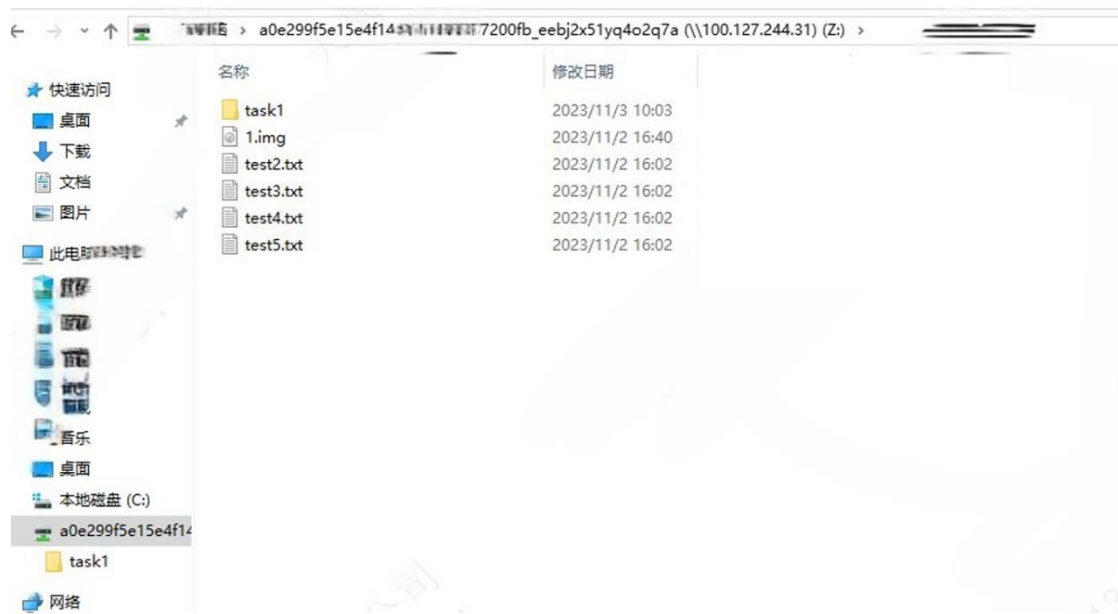 a0e299f5e15e4f14 7200fb_eebj2x51yq4o2q7a (\\100.127.244.31) (Z:)
名称 修改日期
快速访问
桌面
下载
文档
图片
此电
音乐
桌面
本地磁盘 (C:)
a0e299f5e15e4f14
task1
网络
task1 2023/11/3 10:03
1.img 2023/11/2 16:40
test2.txt 2023/11/2 16:02
test3.txt 2023/11/2 16:02
test4.txt 2023/11/2 16:02
test5.txt 2023/11/2 16:02